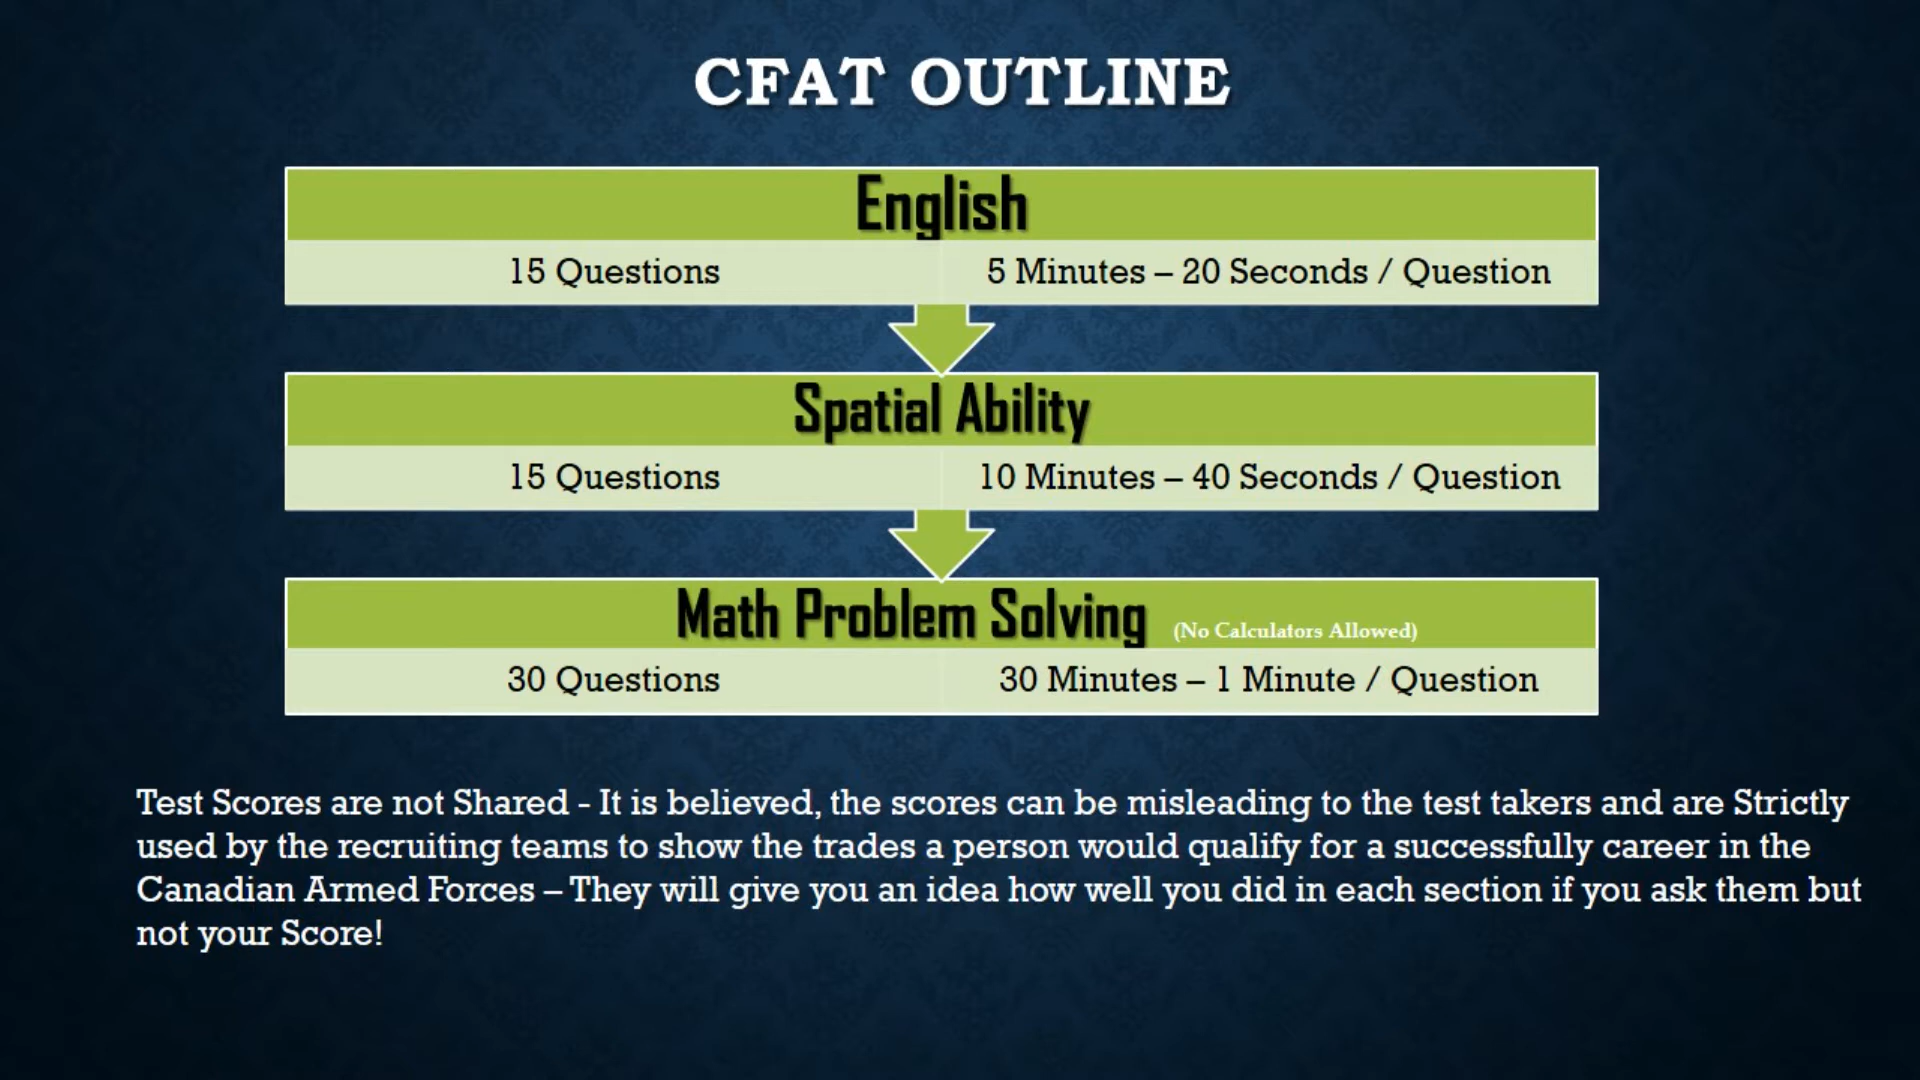 CFAT OUTLINE
English
15 Questions
5 Minutes – 20 Seconds / Question
Spatial Ability
15 Questions
10 Minutes – 40 Seconds / Question
Math Problem Solving (No Calculators Allowed)
30 Questions
30 Minutes – 1 Minute / Question
Test Scores are not Shared - It is believed, the scores can be misleading to the test takers and are Strictly
used by the recruiting teams to show the trades a person would qualify for a successfully career in the
Canadian Armed Forces – They will give you an idea how well you did in each section if you ask them but
not your Score!